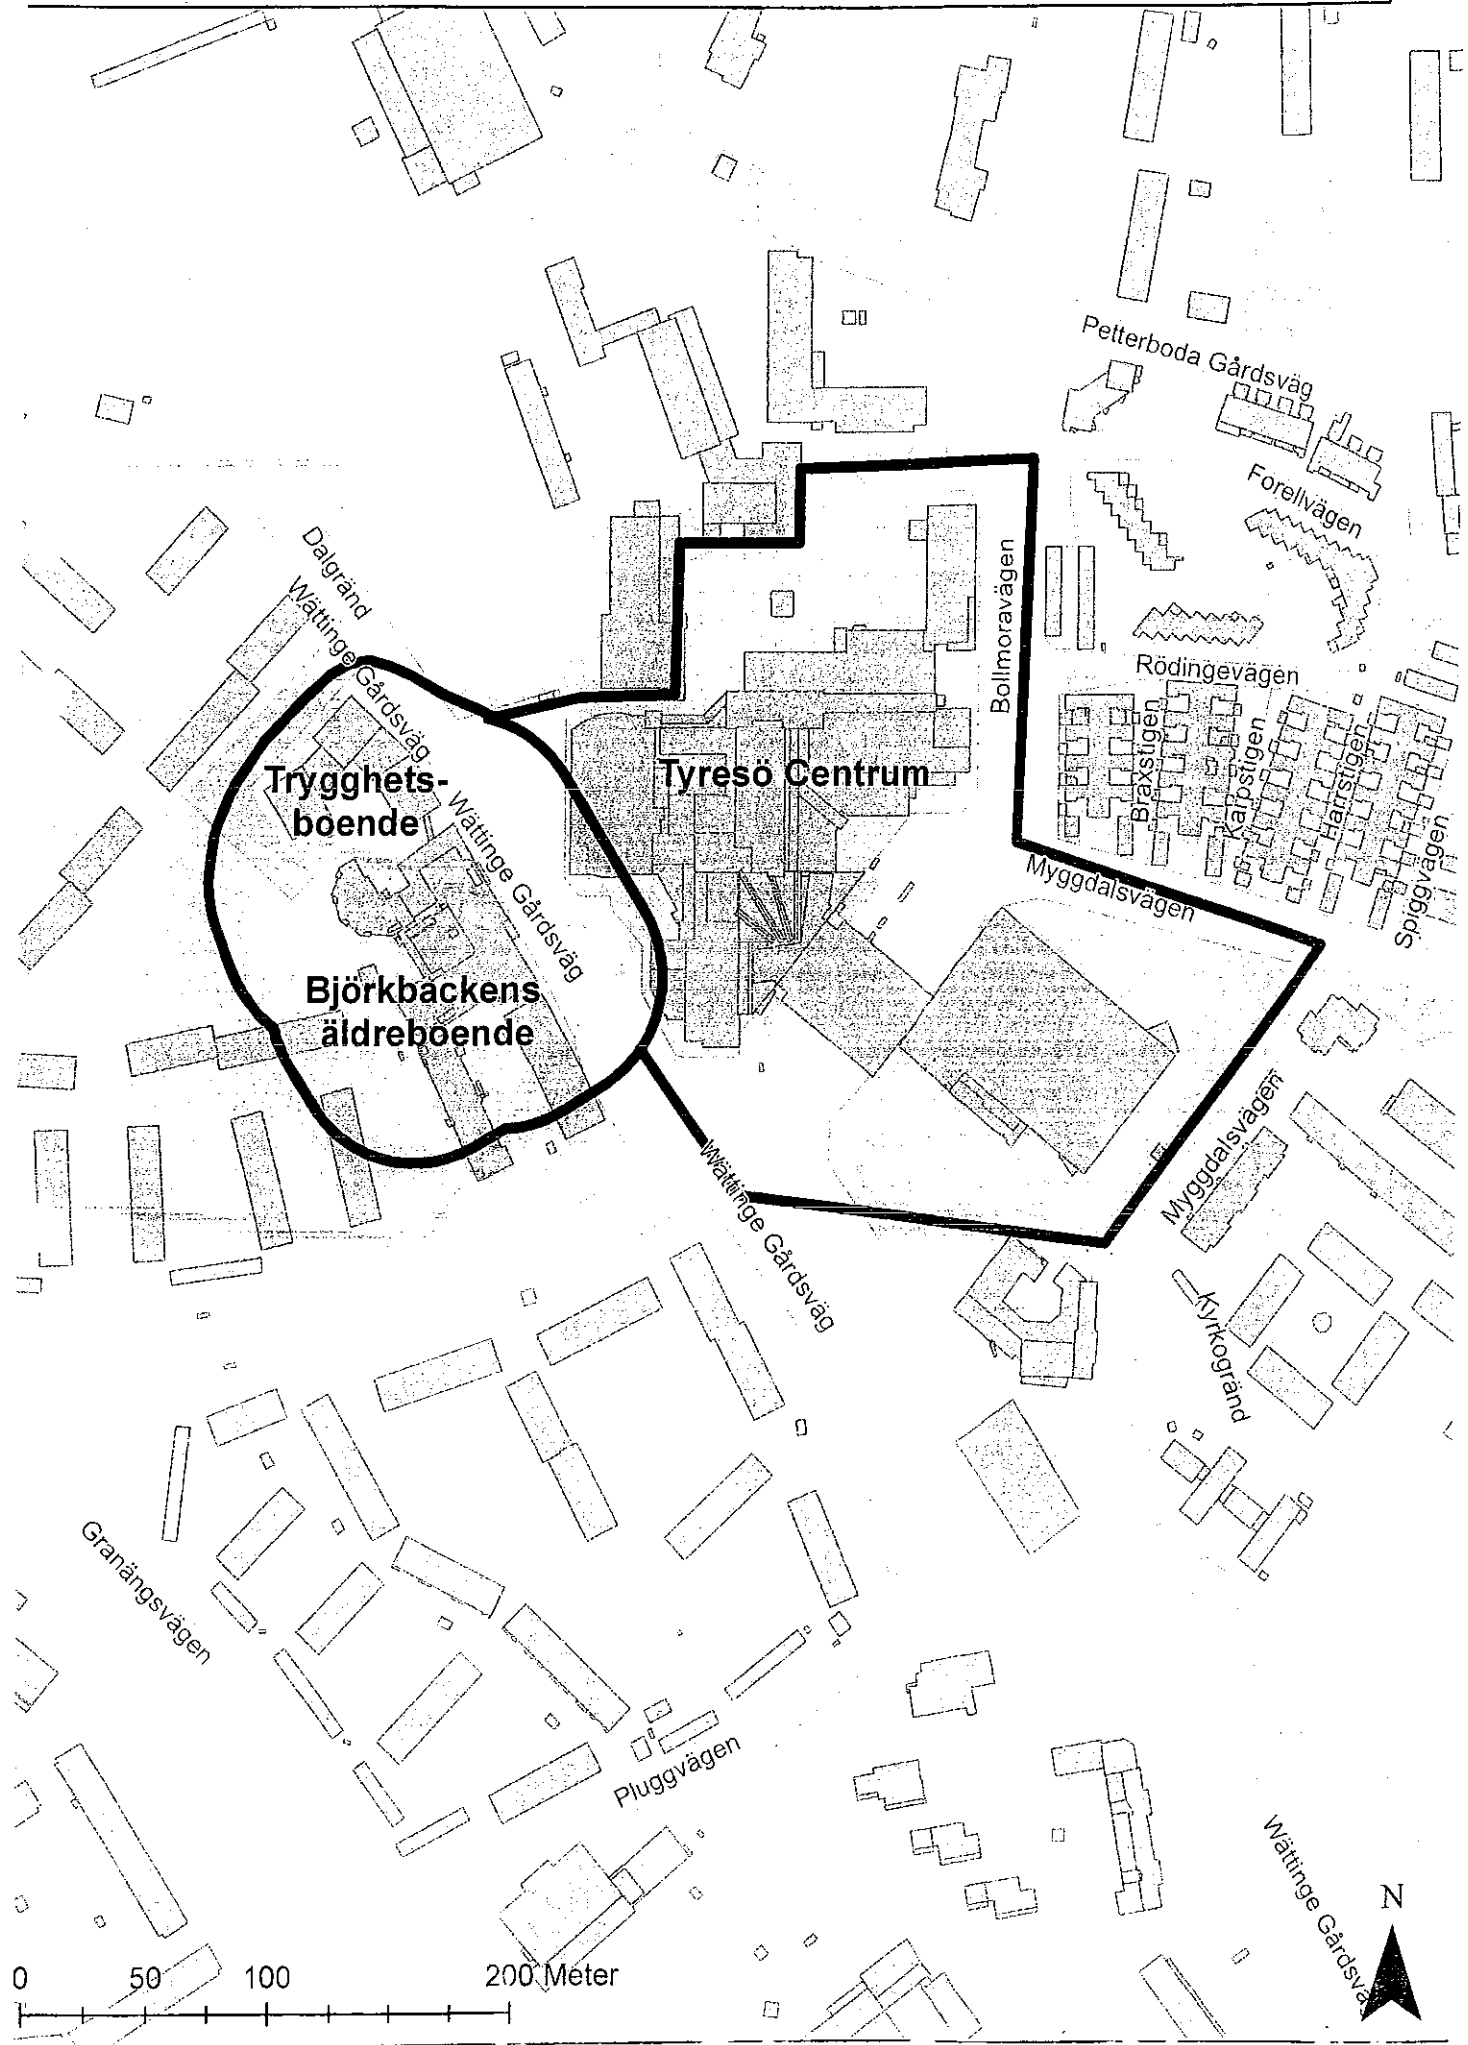 Petterboda Gårdsväg
Forellvägen
Dalgränd
Wättinge Gårdsväg
Bollmoravägen
Rödingevägen
Braxstigen
Karpstigen
Harrstigen
Spiggvägen
Trygghets-
boende
Tyresö Centrum
Wättinge Gårdsväg
Myggdalsvägen
Björkbackens
äldreboende
Myggdalsvägen
Wättinge Gårdsväg
Kyrkogränd
Granängsvägen
Pluggvägen
Wättinge Gårdsvä
N
0 50 100 200 Meter